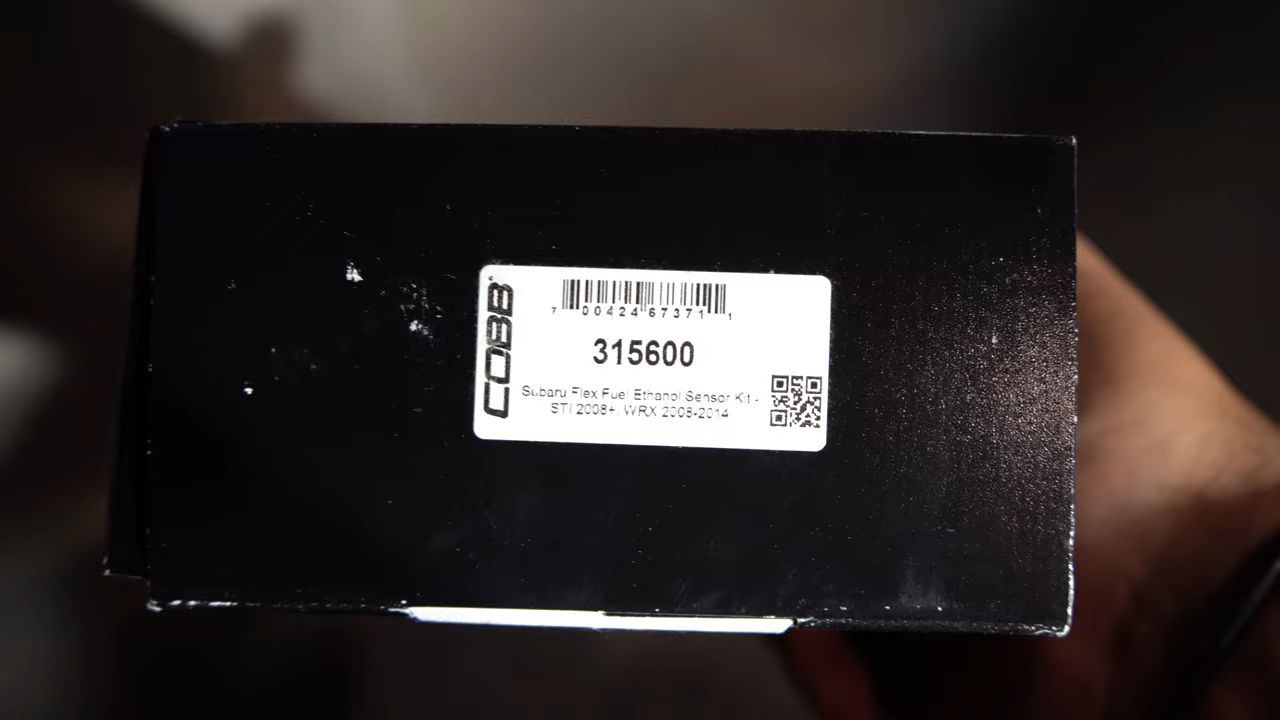 COBB
7 00424 67371 1
315600
Subaru Flex Fuel Ethanol Sensor Kit -
STI 2008+, WRX 2008-2014